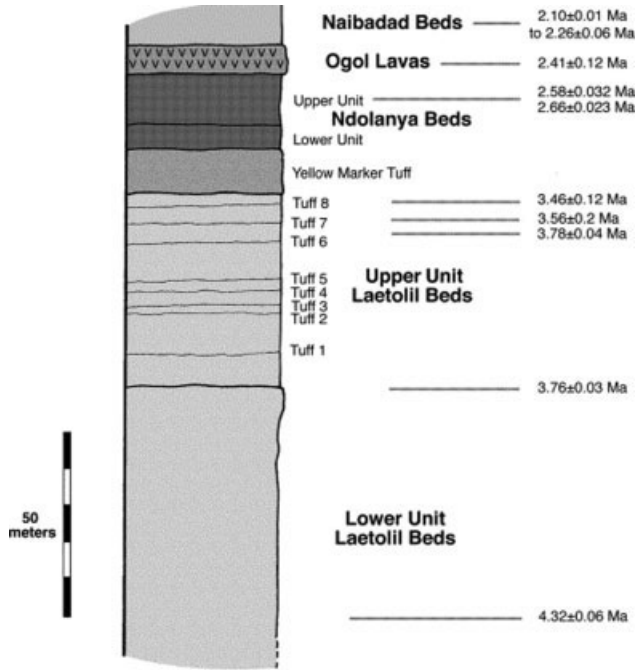 Naibadad Beds
2.10±0.01 Ma
to 2.26±0.06 Ma
Ogol Lavas
2.41±0.12 Ma
Upper Unit
2.58±0.032 Ma
2.66±0.023 Ma
Ndolanya Beds
Lower Unit
Yellow Marker Tuff
Tuff 8
3.46±0.12 Ma
Tuff 7
3.56±0.2 Ma
3.78±0.04 Ma
Tuff 6
Upper Unit
Laetolil Beds
Tuff 5
Tuff 4
Tuff 3
Tuff 2
Tuff 1
3.76±0.03 Ma
50
meters
Lower Unit
Laetolil Beds
4.32±0.06 Ma